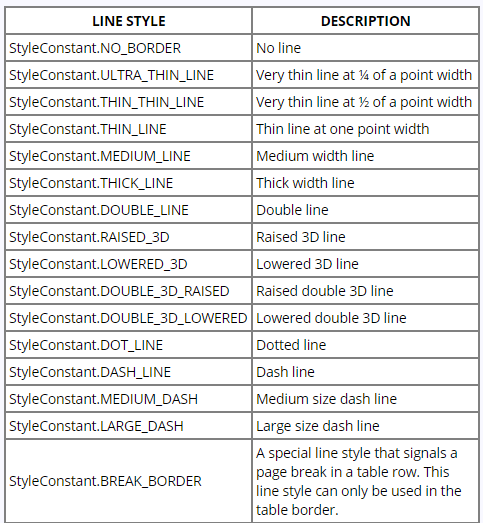 LINE STYLE DESCRIPTION
StyleConstant.NO_BORDER No line
StyleConstant.ULTRA_THIN_LINE Very thin line at ¼ of a point width
StyleConstant.THIN_THIN_LINE Very thin line at ½ of a point width
StyleConstant.THIN_LINE Thin line at one point width
StyleConstant.MEDIUM_LINE Medium width line
StyleConstant.THICK_LINE Thick width line
StyleConstant.DOUBLE_LINE Double line
StyleConstant.RAISED_3D Raised 3D line
StyleConstant.LOWERED_3D Lowered 3D line
StyleConstant.DOUBLE_3D_RAISED Raised double 3D line
StyleConstant.DOUBLE_3D_LOWERED Lowered double 3D line
StyleConstant.DOT_LINE Dotted line
StyleConstant.DASH_LINE Dash line
StyleConstant.MEDIUM_DASH Medium size dash line
StyleConstant.LARGE_DASH Large size dash line
StyleConstant.BREAK_BORDER
A special line style that signals a
page break in a table row. This
line style can only be used in the
table border.